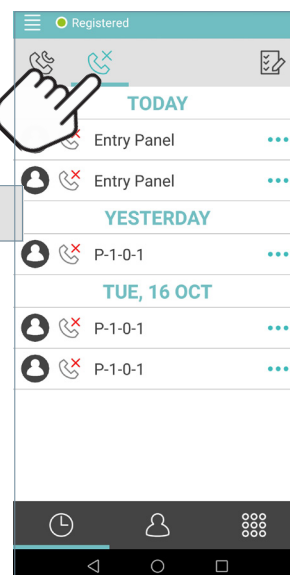 Registered
TODAY
Entry Panel
Entry Panel
YESTERDAY
P-1-0-1
TUE, 16 OCT
P-1-0-1
P-1-0-1